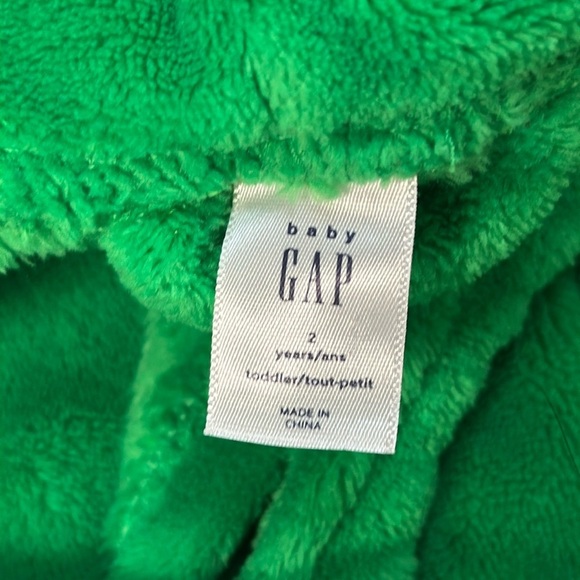 baby
GAP
2
years/ans
toddler/tout-petit
MADE IN
CHINA